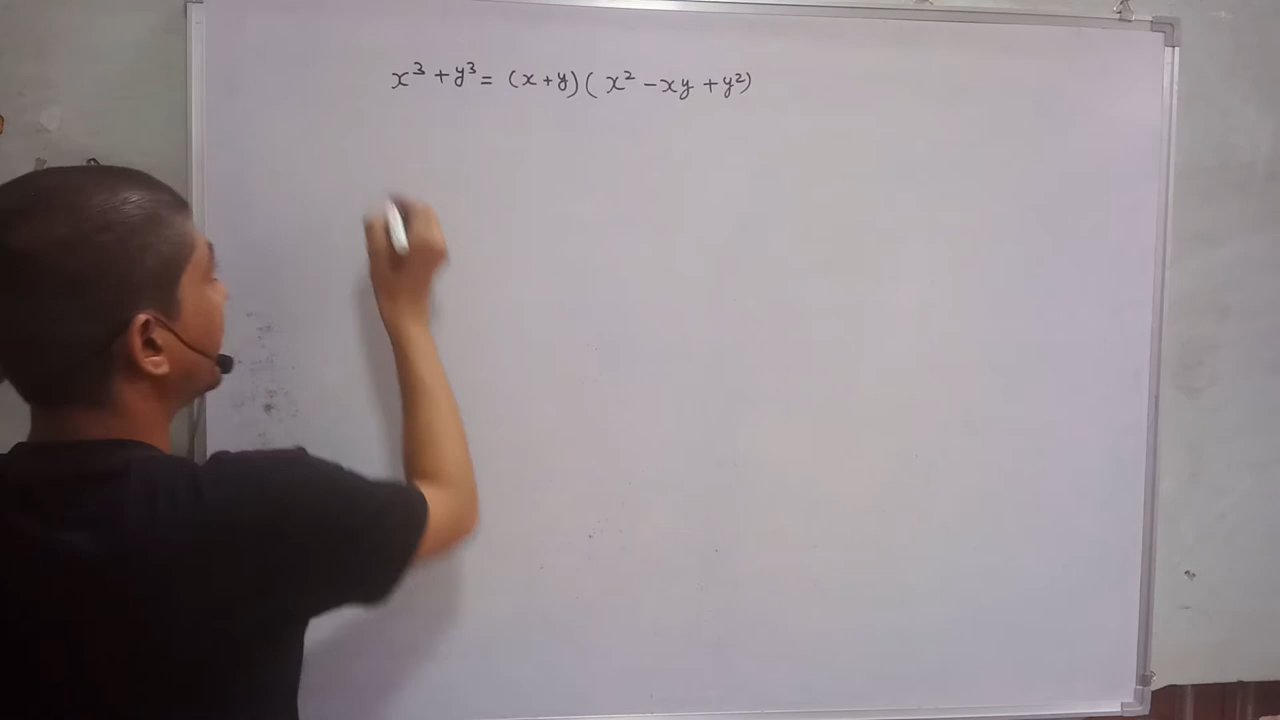 x³ + y³ = (x + y) ( x² - xy + y²)